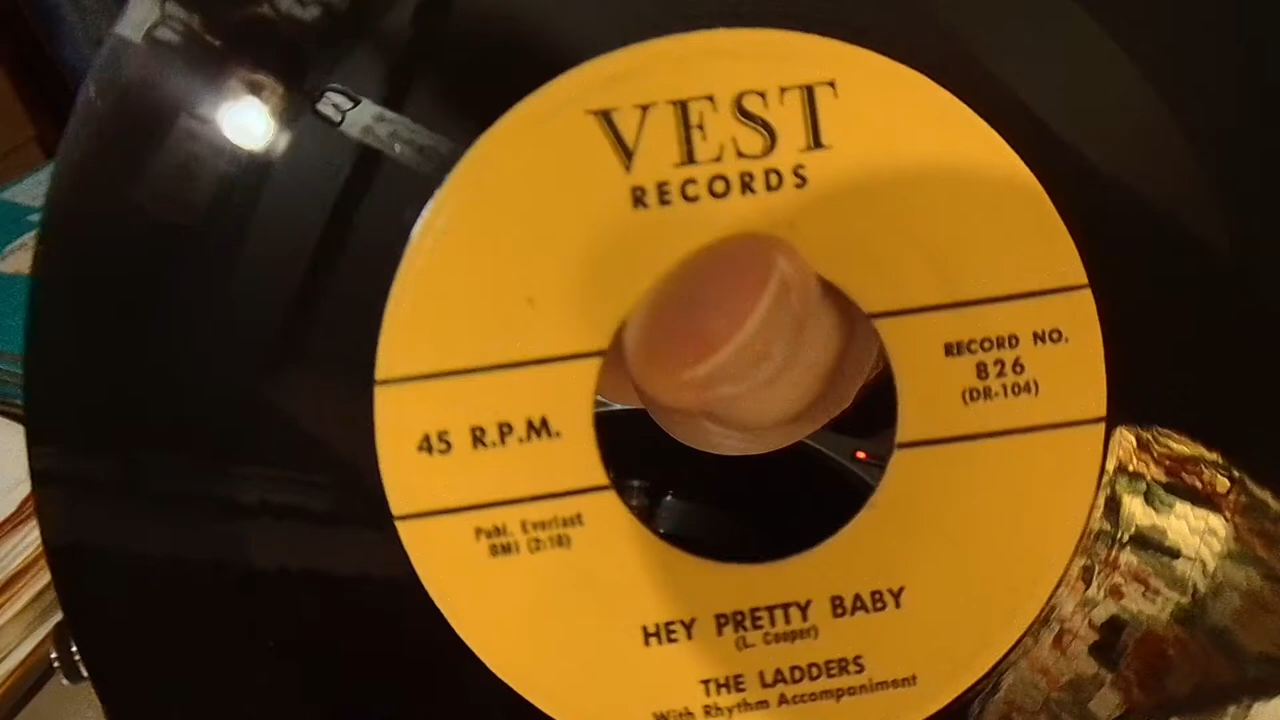 VEST
RECORDS
RECORD NO.
826
(DR-104)
45 R.P.M.
Publ. Everlast
BMI (2:18)
HEY PRETTY BABY
(L. Cooper)
THE LADDERS
With Rhythm Accompaniment